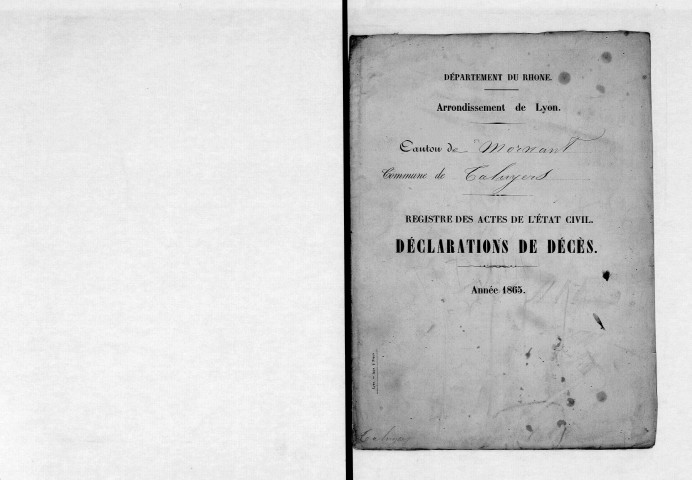 DÉPARTEMENT DU RHONE.
Arrondissement de Lyon.
Canton de Mornant
Commune de Taluyers
REGISTRE DES ACTES DE L'ÉTAT CIVIL.
DÉCLARATIONS DE DÉCÈS.
Année 1865.